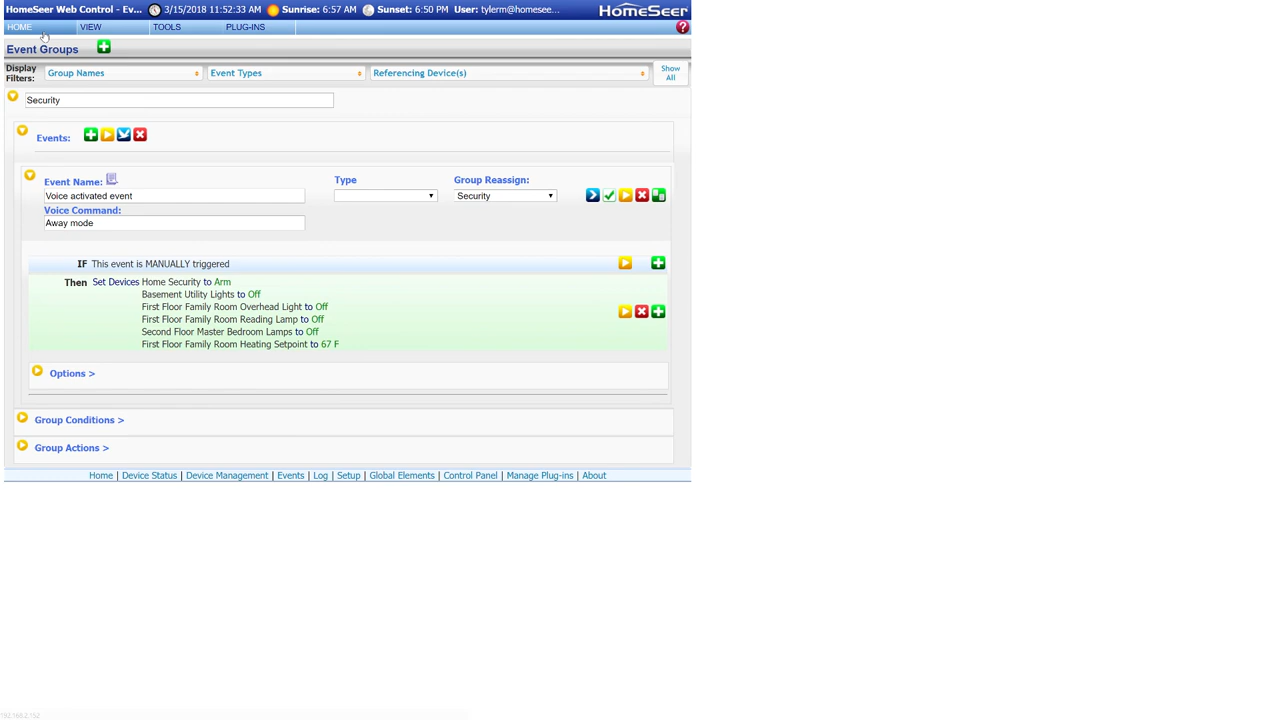 HomeSeer Web Control - Ev... 3/15/2018 11:52:33 AM Sunrise: 6:57 AM Sunset: 6:50 PM User: tylerm@homesee... HomeSeer
HOME VIEW TOOLS PLUG-INS ?
Event Groups
Display Filters: Group Names Event Types Referencing Device(s) Show All
Security
Events:
Event Name: Type Group Reassign:
Voice activated event Security
Voice Command:
Away mode
IF This event is MANUALLY triggered
Then Set Devices Home Security to Arm
Basement Utility Lights to Off
First Floor Family Room Overhead Light to Off
First Floor Family Room Reading Lamp to Off
Second Floor Master Bedroom Lamps to Off
First Floor Family Room Heating Setpoint to 67 F
Options >
Group Conditions >
Group Actions >
Home | Device Status | Device Management | Events | Log | Setup | Global Elements | Control Panel | Manage Plug-ins | About
192.168.2.152